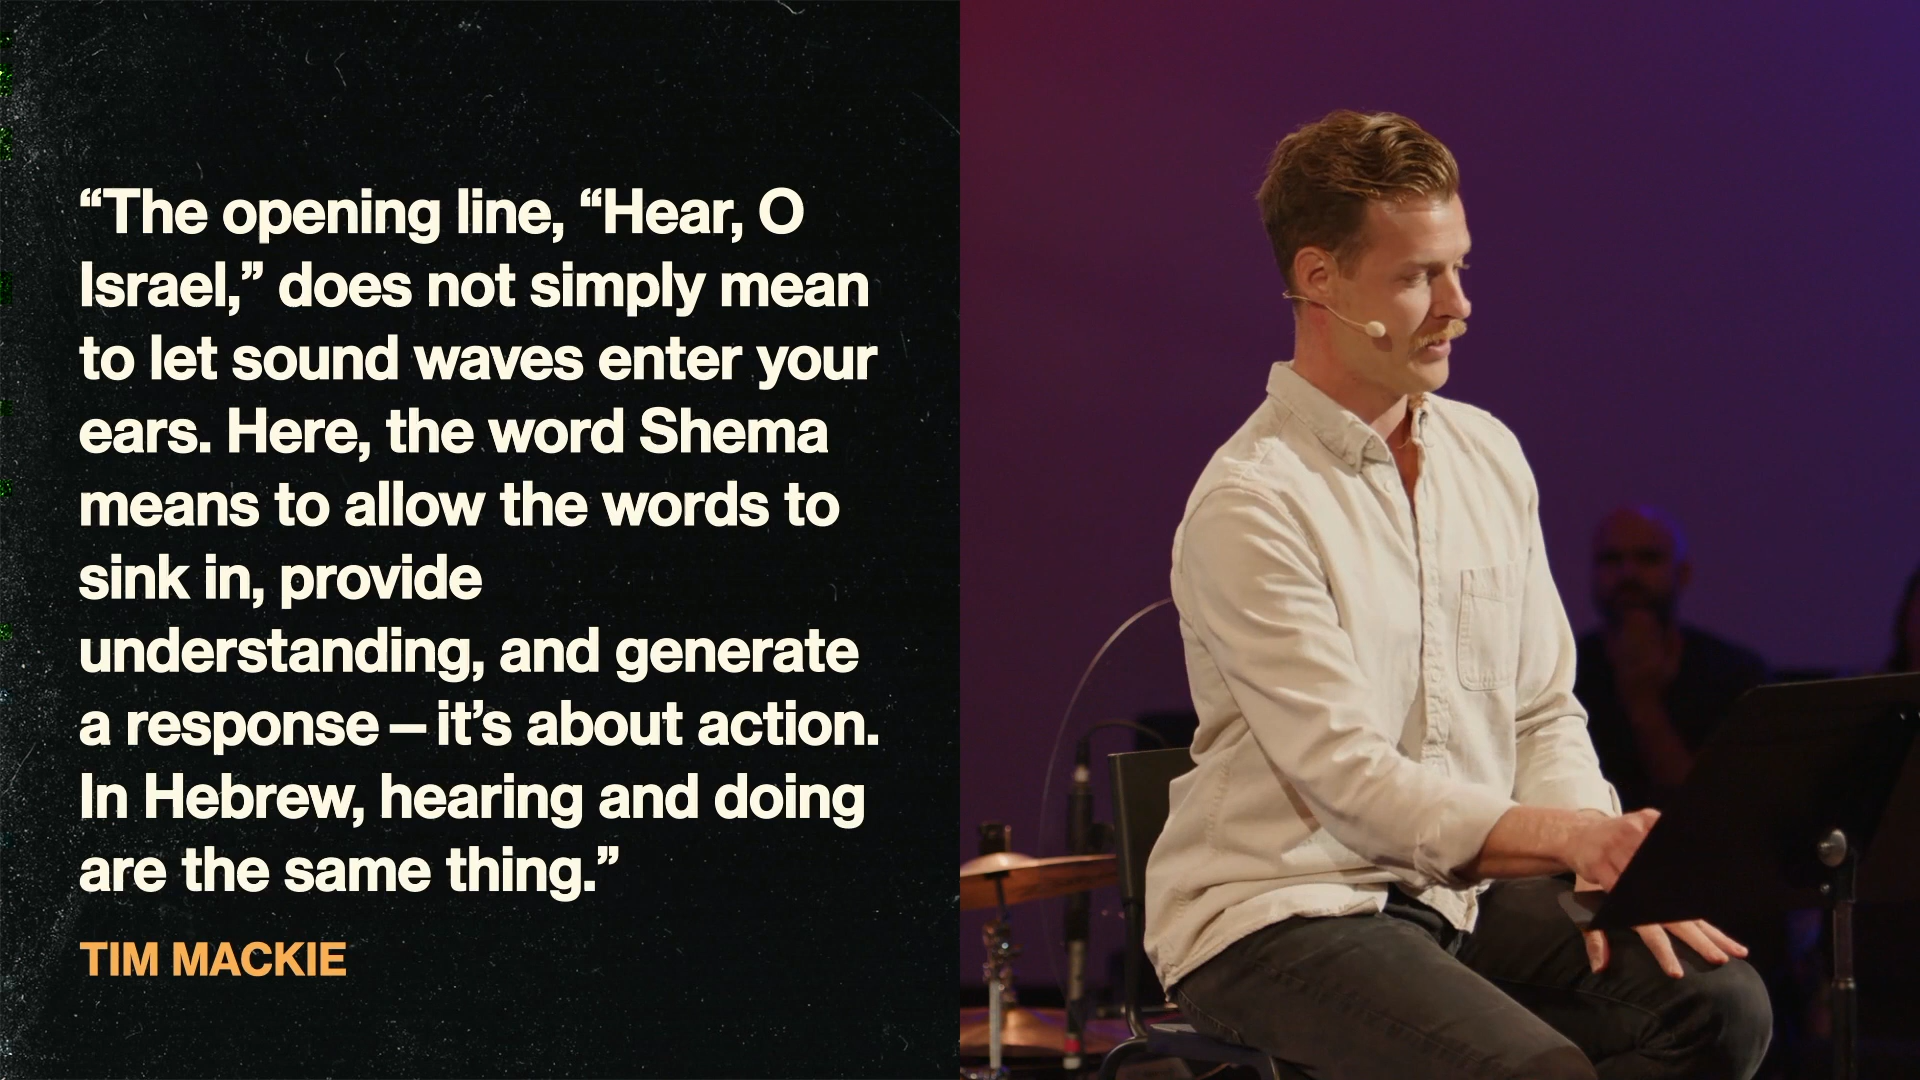 “The opening line, “Hear, O
Israel,” does not simply mean
to let sound waves enter your
ears. Here, the word Shema
means to allow the words to
sink in, provide
understanding, and generate
a response – it’s about action.
In Hebrew, hearing and doing
are the same thing.”
TIM MACKIE